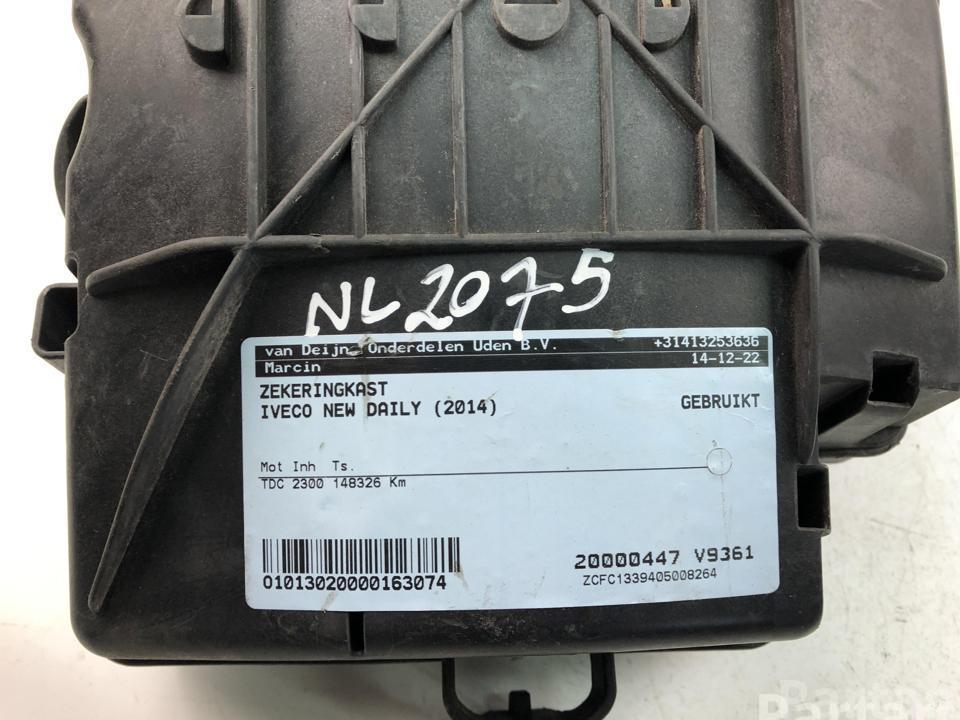 NL2075
van Deijne Onderdelen Uden B.V. +31413253636
Marcin 14-12-22
ZEKERINGKAST
IVECO NEW DAILY (2014) GEBRUIKT
Mot Inh Ts.
TDC 2300 148326 Km
01013020000163074
20000447 V9361
ZCFC1339405008264